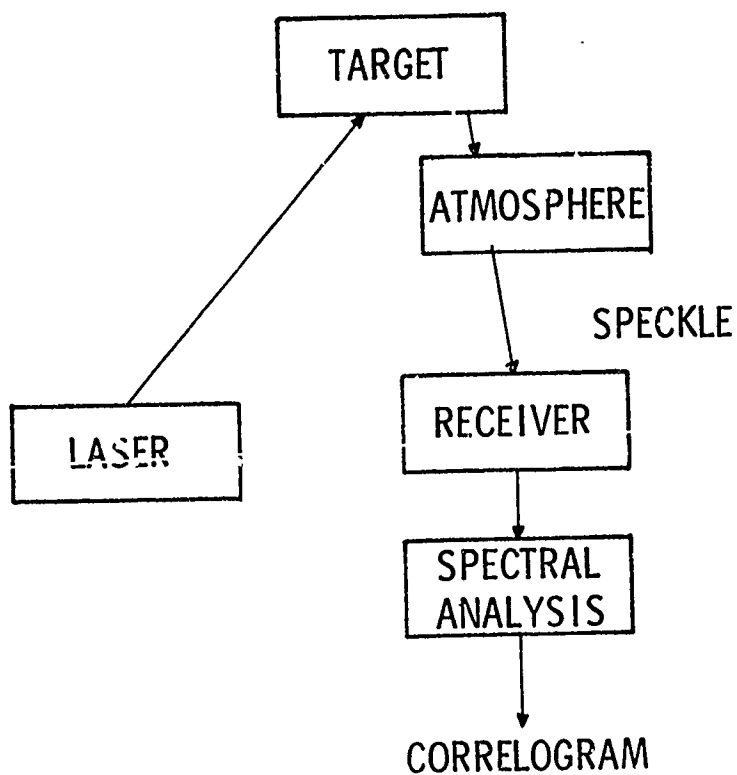 TARGET
ATMOSPHERE
SPECKLE
RECEIVER
LASER
SPECTRAL
ANALYSIS
CORRELOGRAM